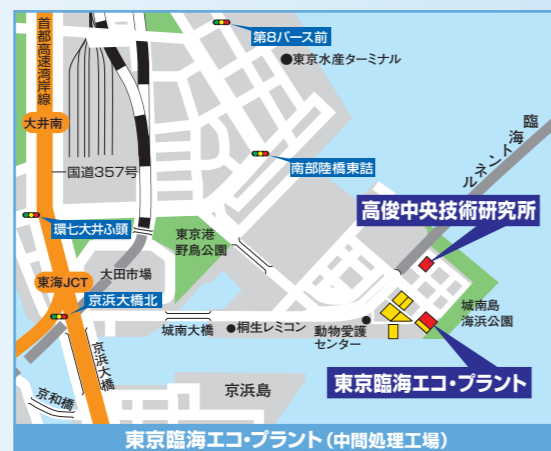 首都高速湾岸線
第8バース前
東京水産ターミナル
大井南
国道357号
南部陸橋東詰
臨海トンネル
高俊中央技術研究所
環七大井ふ頭
東京港
野鳥公園
東海JCT
大田市場
京浜大橋北
城南大橋
桐生レミコン
動物愛護
センター
城南島
海浜公園
京浜大橋
京和橋
京浜島
東京臨海エコ・プラント
東京臨海エコ・プラント(中間処理工場)